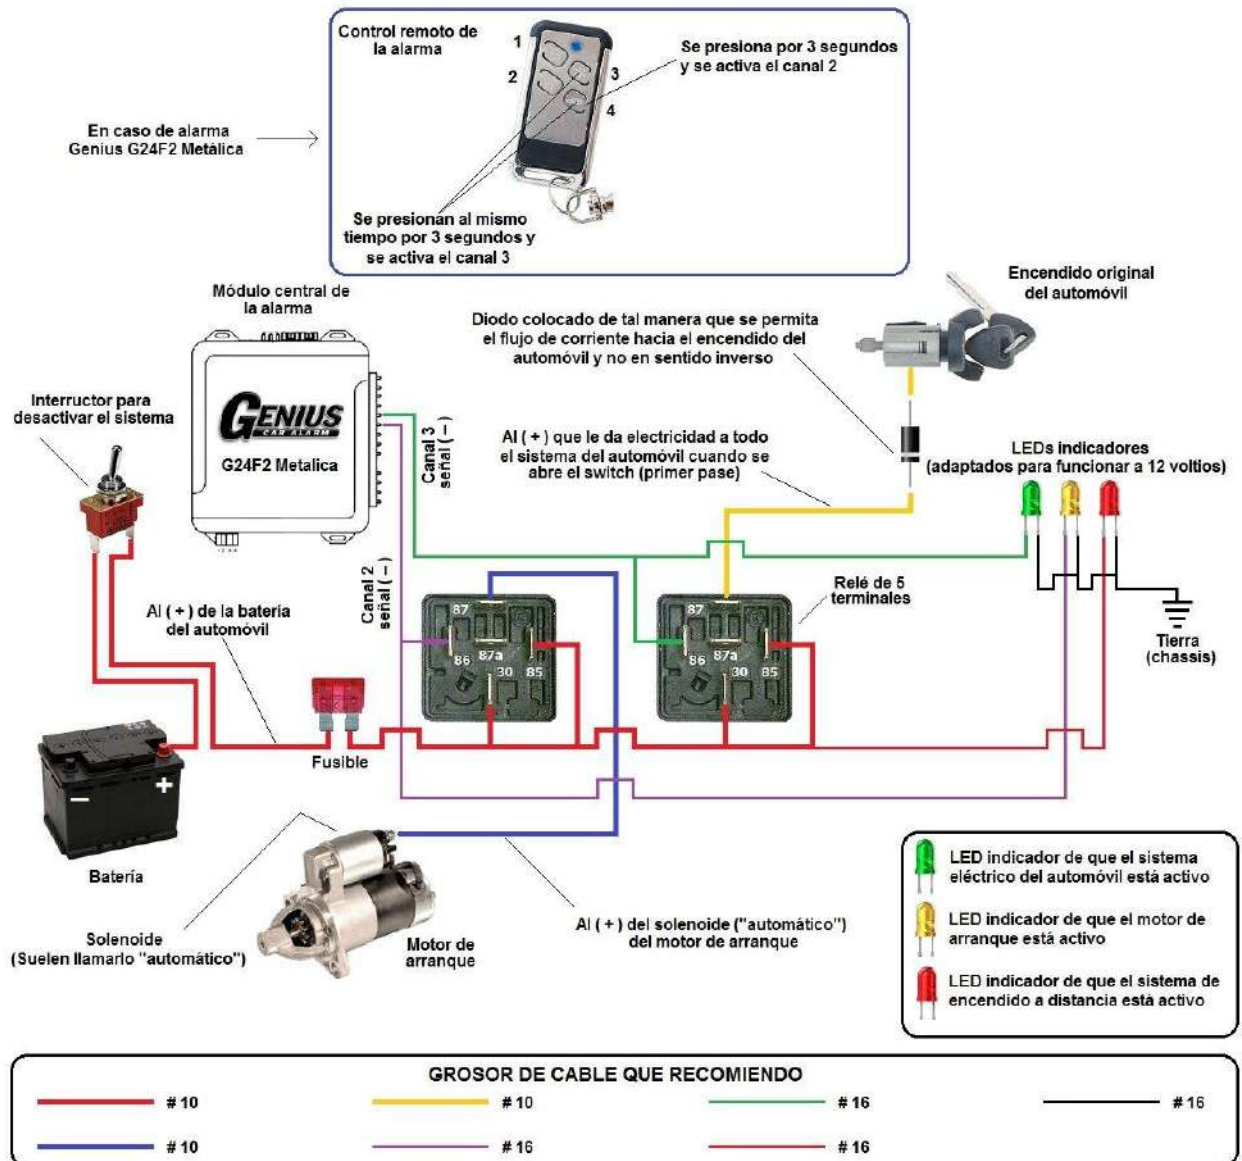 Control remoto de
la alarma
1
2
3
4
Se presiona por 3 segundos
y se activa el canal 2
En caso de alarma
Genius G24F2 Metálica
Se presionan al mismo
tiempo por 3 segundos y
se activa el canal 3
Encendido original
del automóvil
Módulo central de
la alarma
Diodo colocado de tal manera que se permita
el flujo de corriente hacia el encendido del
automóvil y no en sentido inverso
Interructor para
desactivar el sistema
GENIUS
CAR ALARM
G24F2 Metalica
Canal 3
señal ( – )
Al ( + ) que le da electricidad a todo
el sistema del automóvil cuando se
abre el switch (primer pase)
LEDs indicadores
(adaptados para funcionar a 12 voltios)
Canal 2
señal ( – )
Relé de 5
terminales
87
86
87a
30
85
87
86
87a
30
85
Al ( + ) de la batería
del automóvil
Tierra
(chassis)
Fusible
–
+
Batería
Solenoide
(Suelen llamarlo "automático")
Motor de
arranque
Al ( + ) del solenoide ("automático")
del motor de arranque
LED indicador de que el sistema
eléctrico del automóvil está activo
LED indicador de que el motor de
arranque está activo
LED indicador de que el sistema de
encendido a distancia está activo
GROSOR DE CABLE QUE RECOMIENDO
# 10
# 10
# 16
# 16
# 10
# 16
# 16